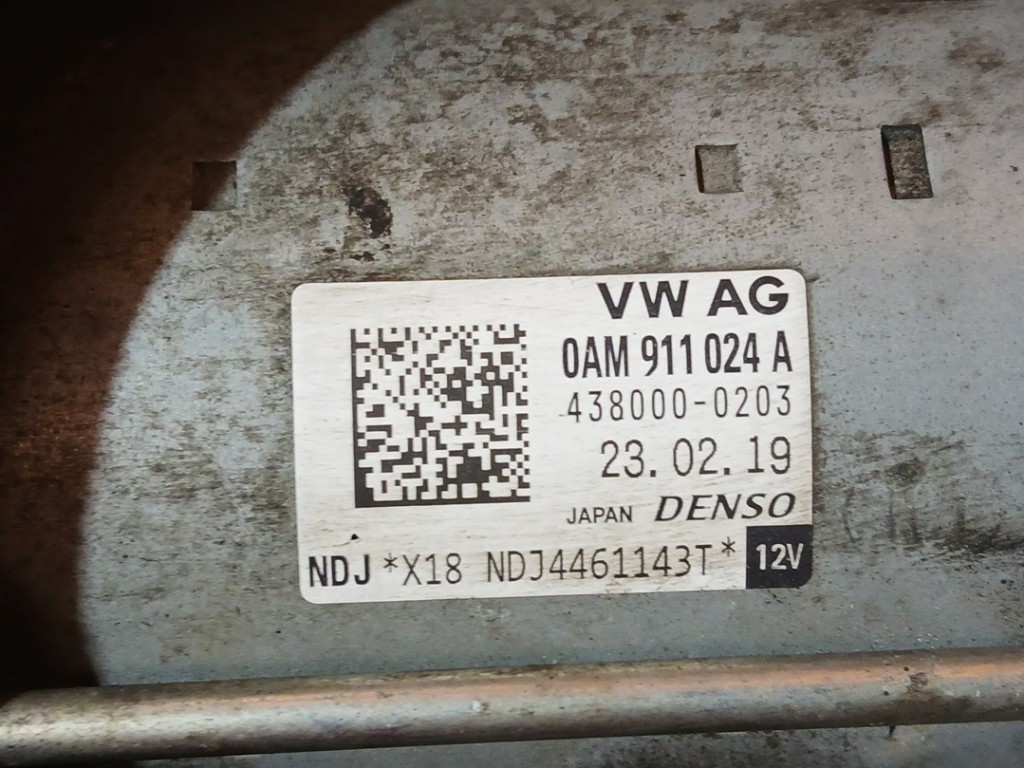 VW AG
0AM 911 024 A
438000-0203
23.02.19
JAPAN DENSO
NDJ *X18 NDJ4461143T* 12V